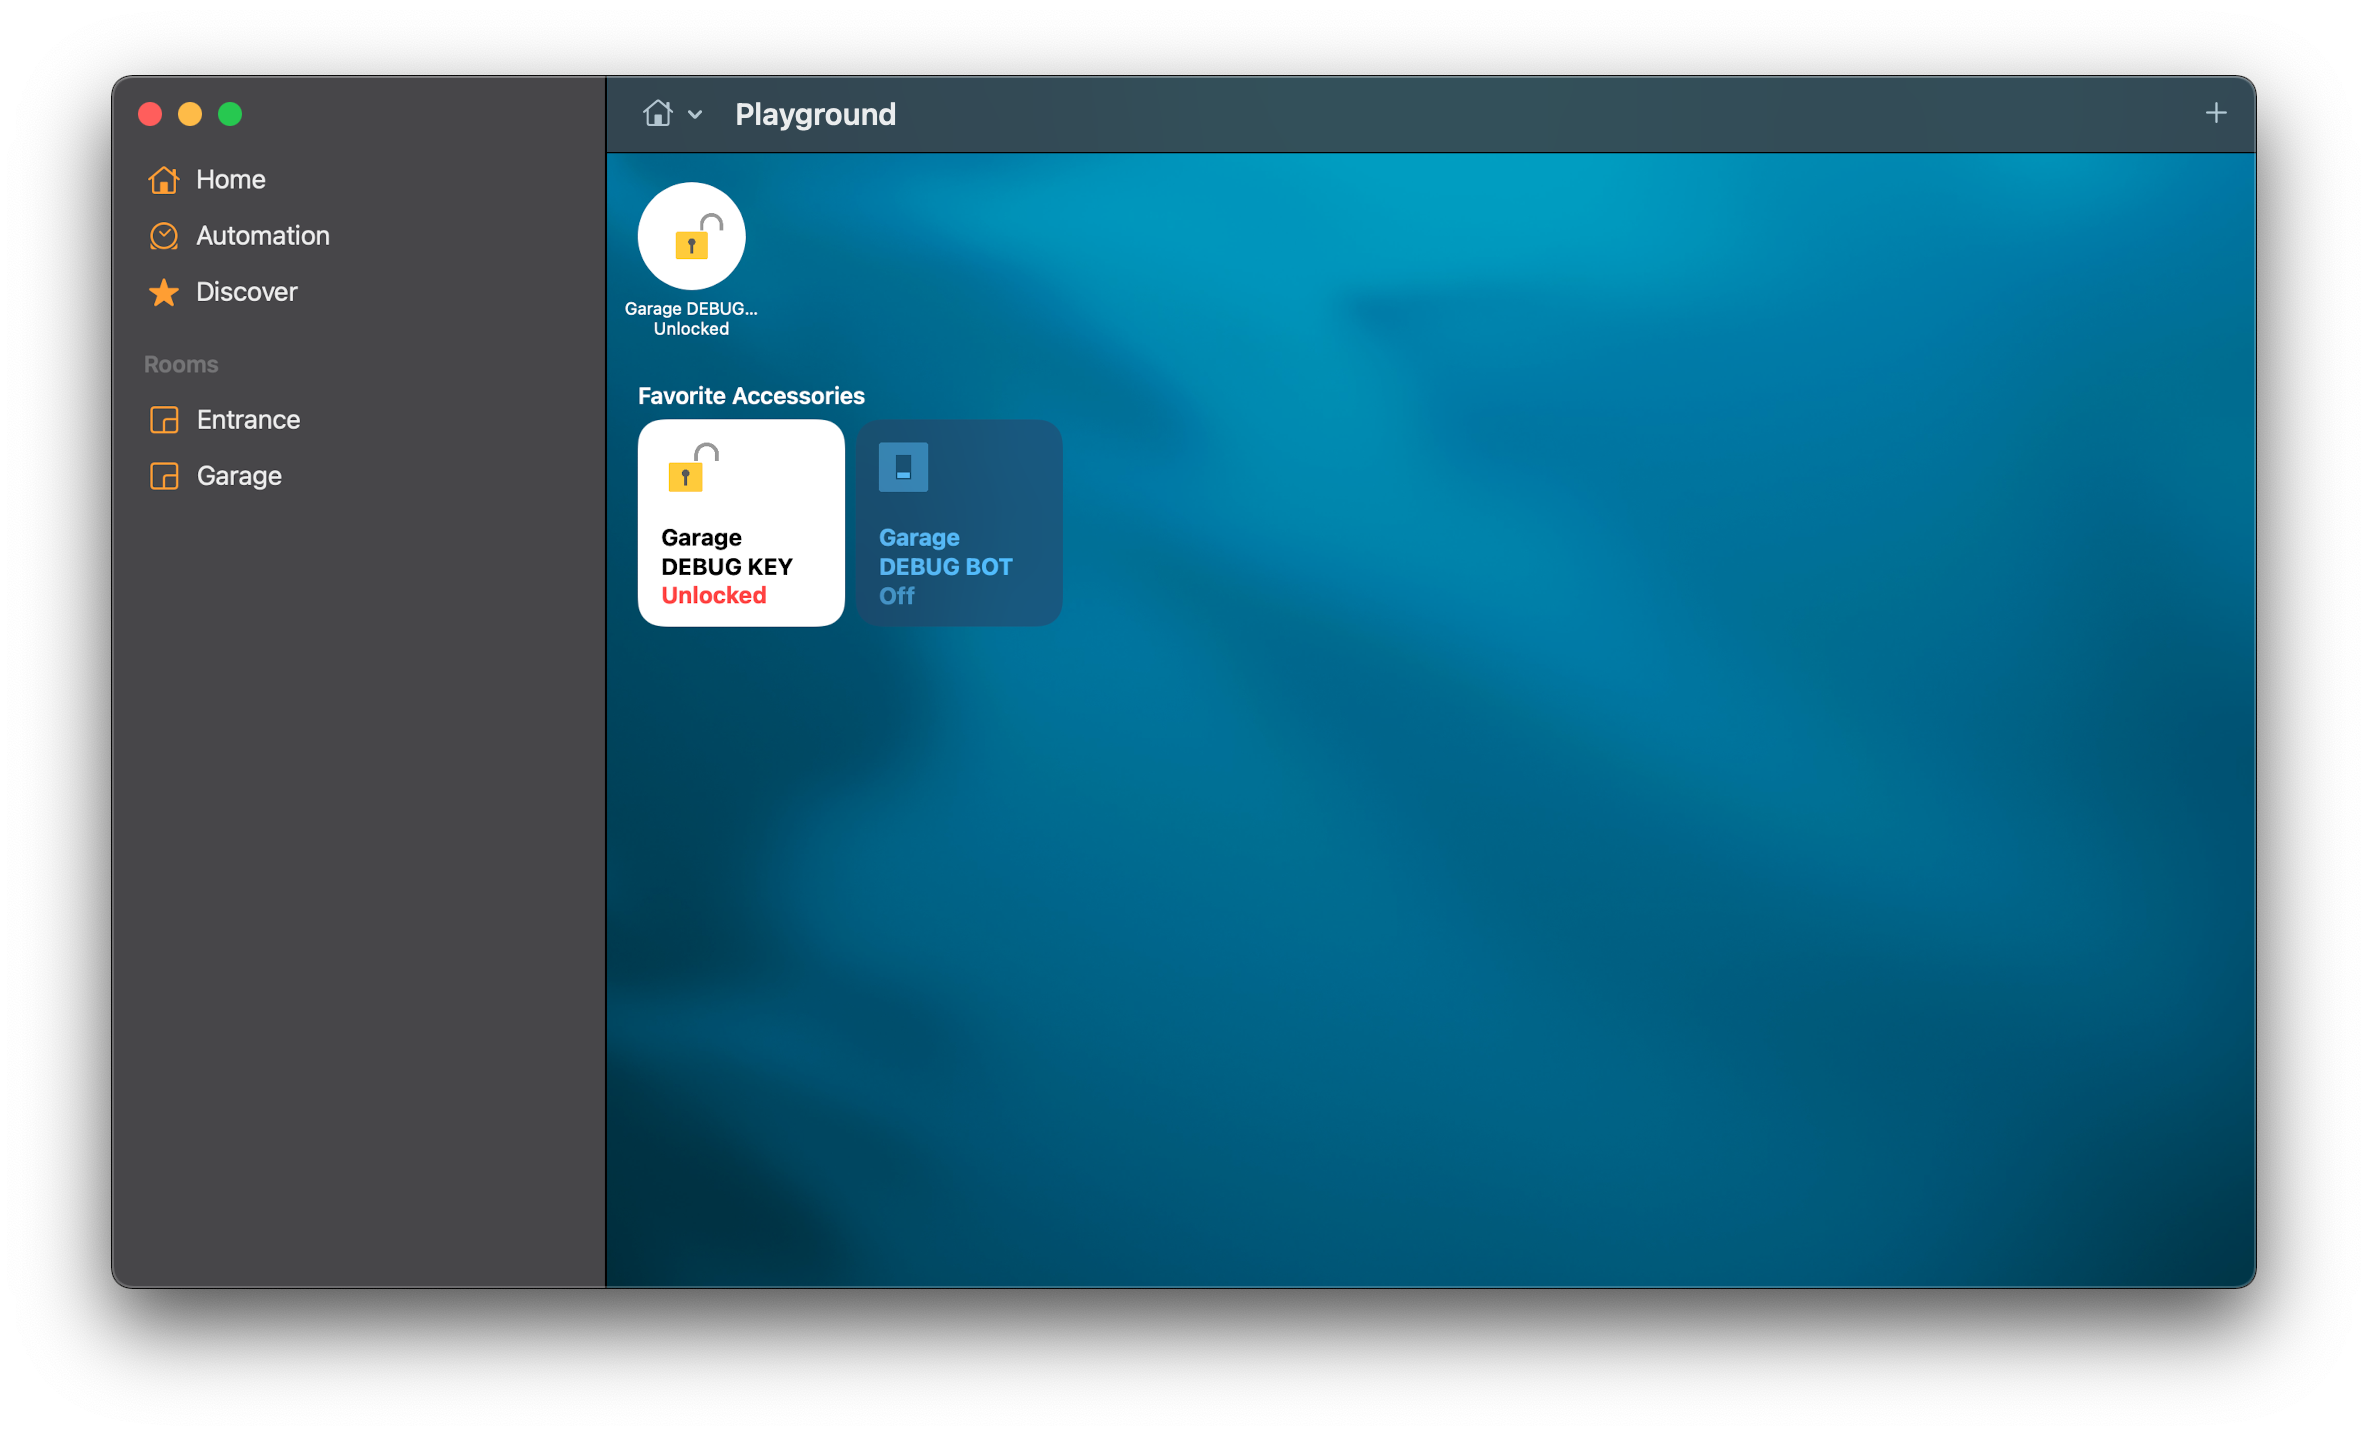 Home
Automation
Discover
Rooms
Entrance
Garage
Playground
Garage DEBUG...
Unlocked
Favorite Accessories
Garage
DEBUG KEY
Unlocked
Garage
DEBUG BOT
Off